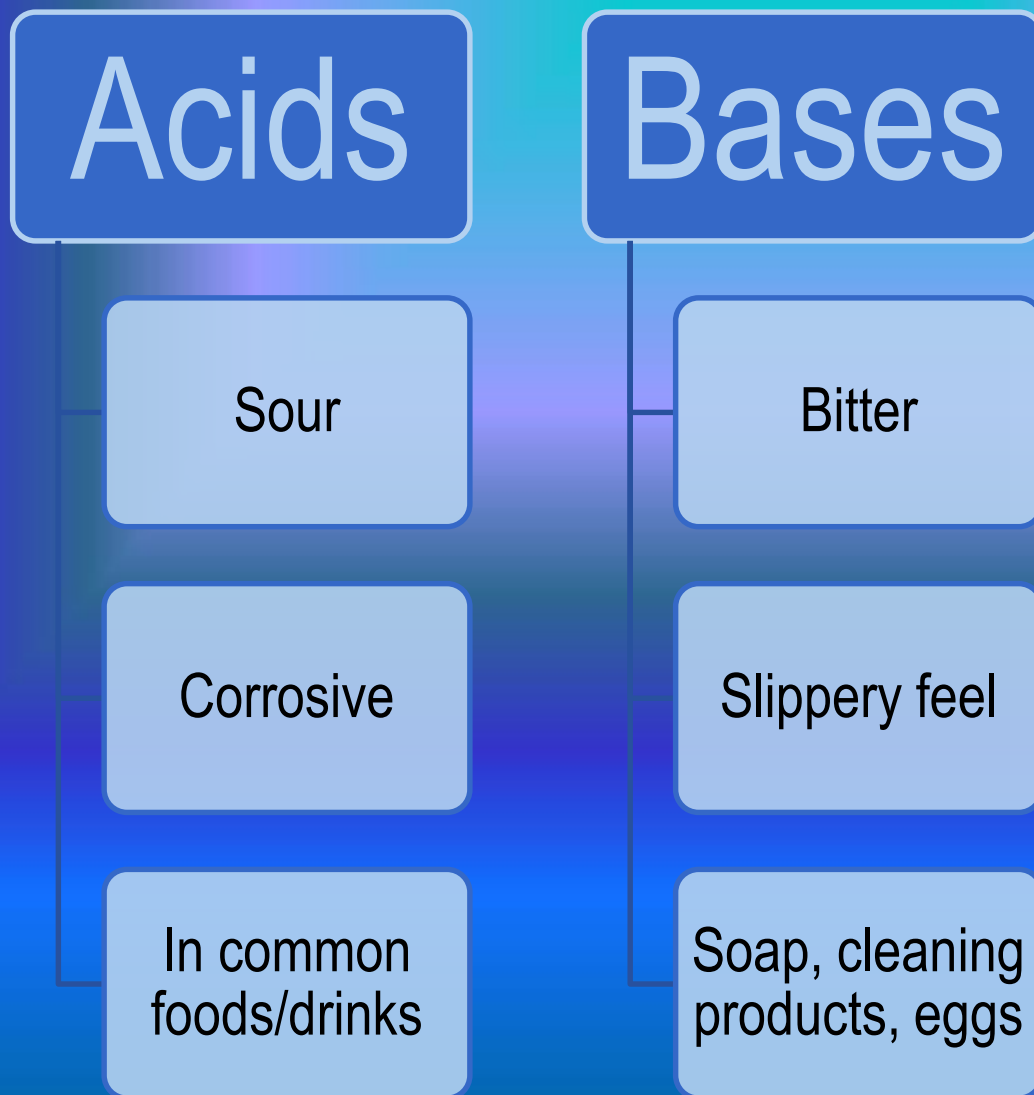 Acids
Sour
Corrosive
In common
foods/drinks
Bases
Bitter
Slippery feel
Soap, cleaning
products, eggs